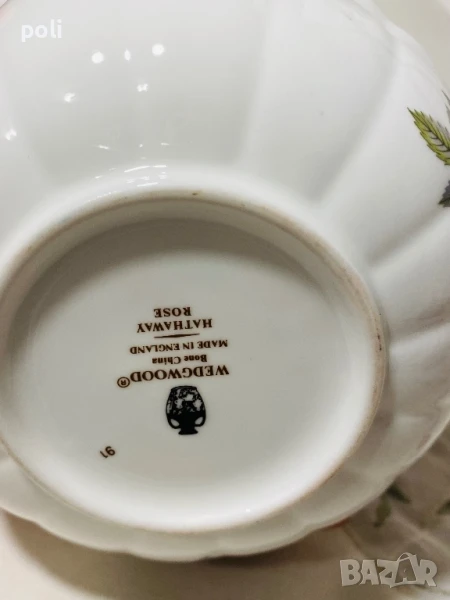 poli
WEDGWOOD®
Bone China
MADE IN ENGLAND
HATHAWAY
ROSE
91
BAZAR